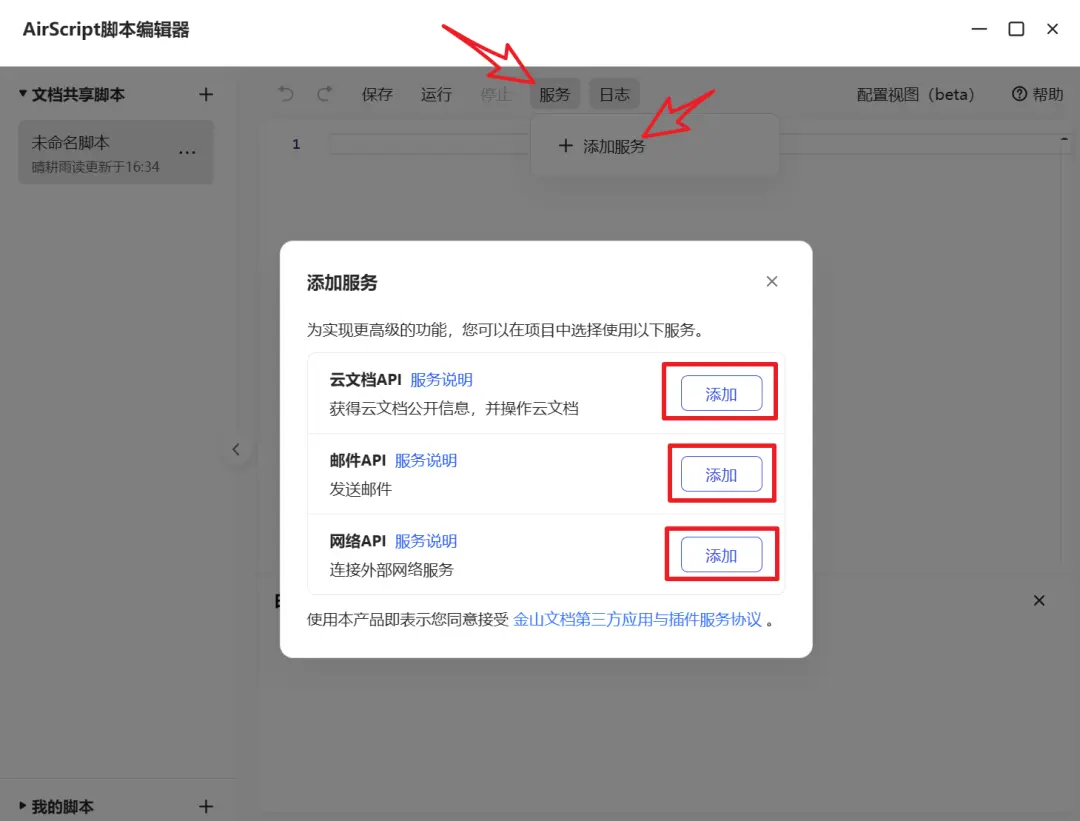 AirScript脚本编辑器
文档共享脚本
保存 运行 停止 服务 日志 配置视图（beta） 帮助
未命名脚本
晴耕雨读更新于16:34
1
添加服务
添加服务
为实现更高级的功能，您可以在项目中选择使用以下服务。
云文档API 服务说明
获得云文档公开信息，并操作云文档
添加
邮件API 服务说明
发送邮件
添加
网络API 服务说明
连接外部网络服务
添加
使用本产品即表示您同意接受 金山文档第三方应用与插件服务协议 。
我的脚本